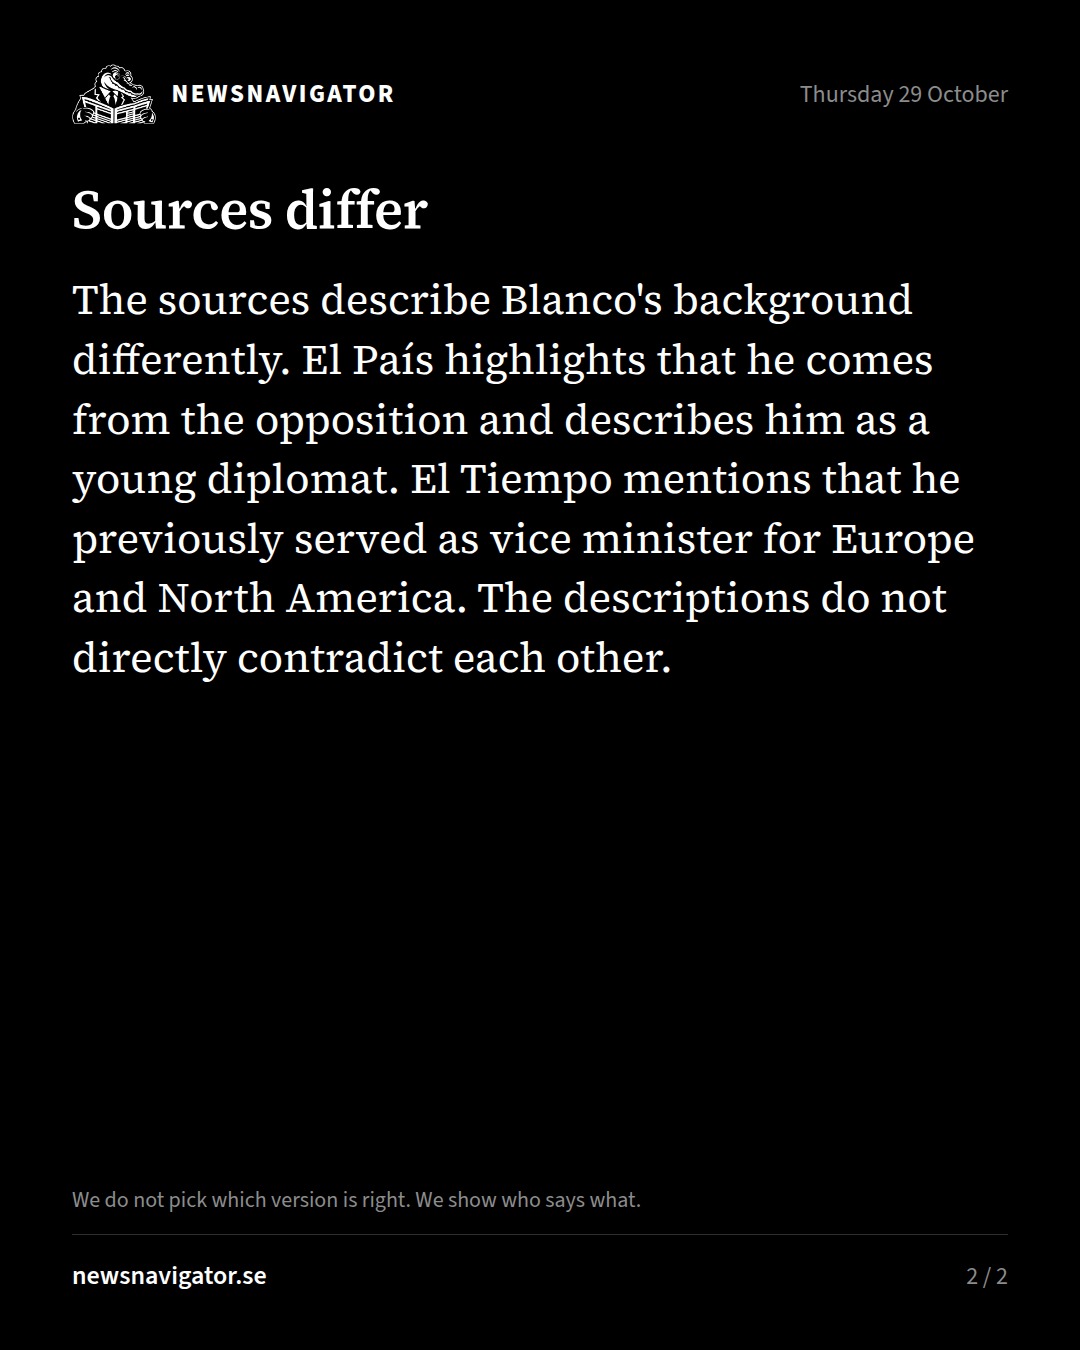 NEWSNAVIGATOR
Thursday 29 October
Sources differ
The sources describe Blanco's background
differently. El País highlights that he comes
from the opposition and describes him as a
young diplomat. El Tiempo mentions that he
previously served as vice minister for Europe
and North America. The descriptions do not
directly contradict each other.
We do not pick which version is right. We show who says what.
newsnavigator.se
2 / 2